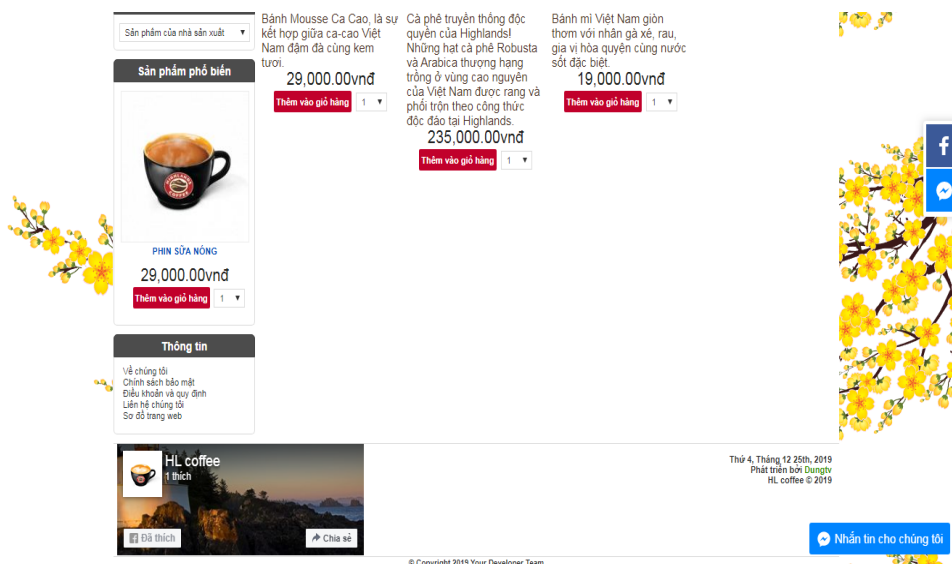 Sản phẩm của nhà sản xuất
Sản phẩm phổ biến
HIGHLANDS
COFFEE
PHIN SỮA NÓNG
29,000.00vnđ
Thêm vào giỏ hàng 1
Thông tin
Về chúng tôi
Chính sách bảo mật
Điều khoản và quy định
Liên hệ chúng tôi
Sơ đồ trang web
Bánh Mousse Ca Cao, là sự
kết hợp giữa ca-cao Việt
Nam đậm đà cùng kem
tươi.
29,000.00vnđ
Thêm vào giỏ hàng 1
Cà phê truyền thống độc
quyền của Highlands!
Những hạt cà phê Robusta
và Arabica thượng hạng
trồng ở vùng cao nguyên
của Việt Nam được rang và
phối trộn theo công thức
độc đáo tại Highlands.
235,000.00vnđ
Thêm vào giỏ hàng 1
Bánh mì Việt Nam giòn
thơm với nhân gà xé, rau,
gia vị hòa quyện cùng nước
sốt đặc biệt.
19,000.00vnđ
Thêm vào giỏ hàng 1
HL coffee
1 thích
Đã thích
Chia sẻ
Thứ 4, Tháng 12 25th, 2019
Phát triển bởi Dungtv
HL coffee © 2019
Nhắn tin cho chúng tôi
© Copyright 2019 Your Developer Team